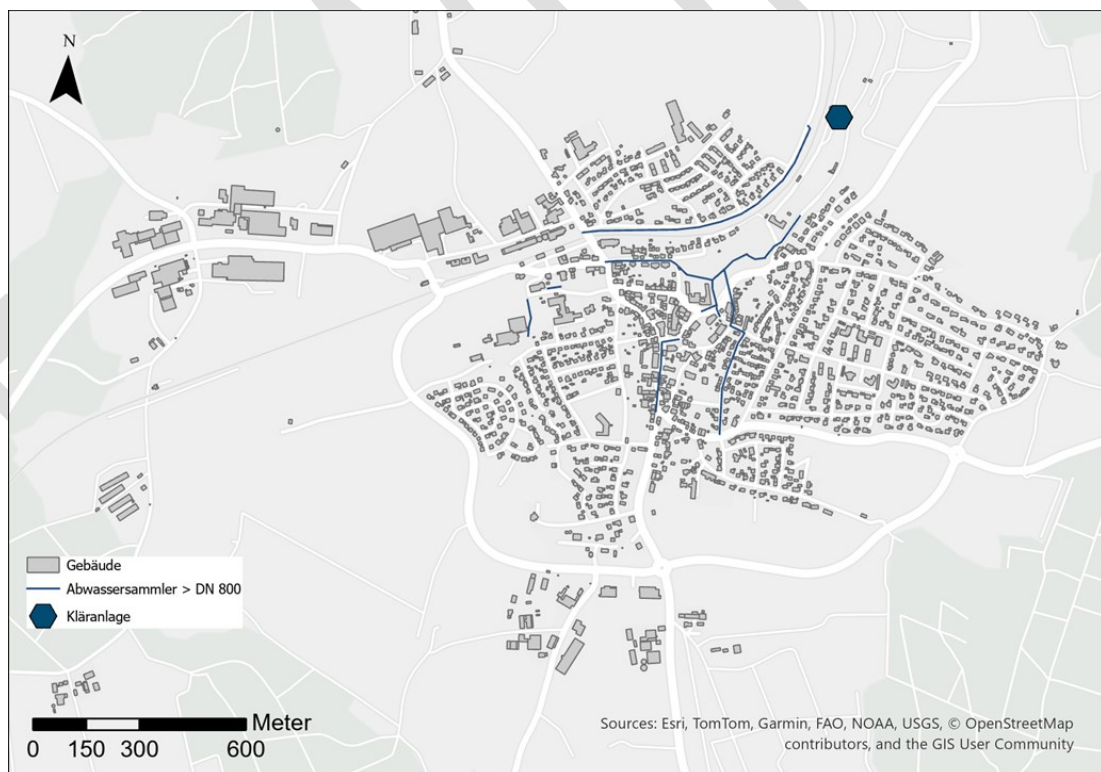 N
Gebäude
Abwassersammler > DN 800
Kläranlage
Meter
0 150 300 600
Sources: Esri, TomTom, Garmin, FAO, NOAA, USGS, © OpenStreetMap
contributors, and the GIS User Community